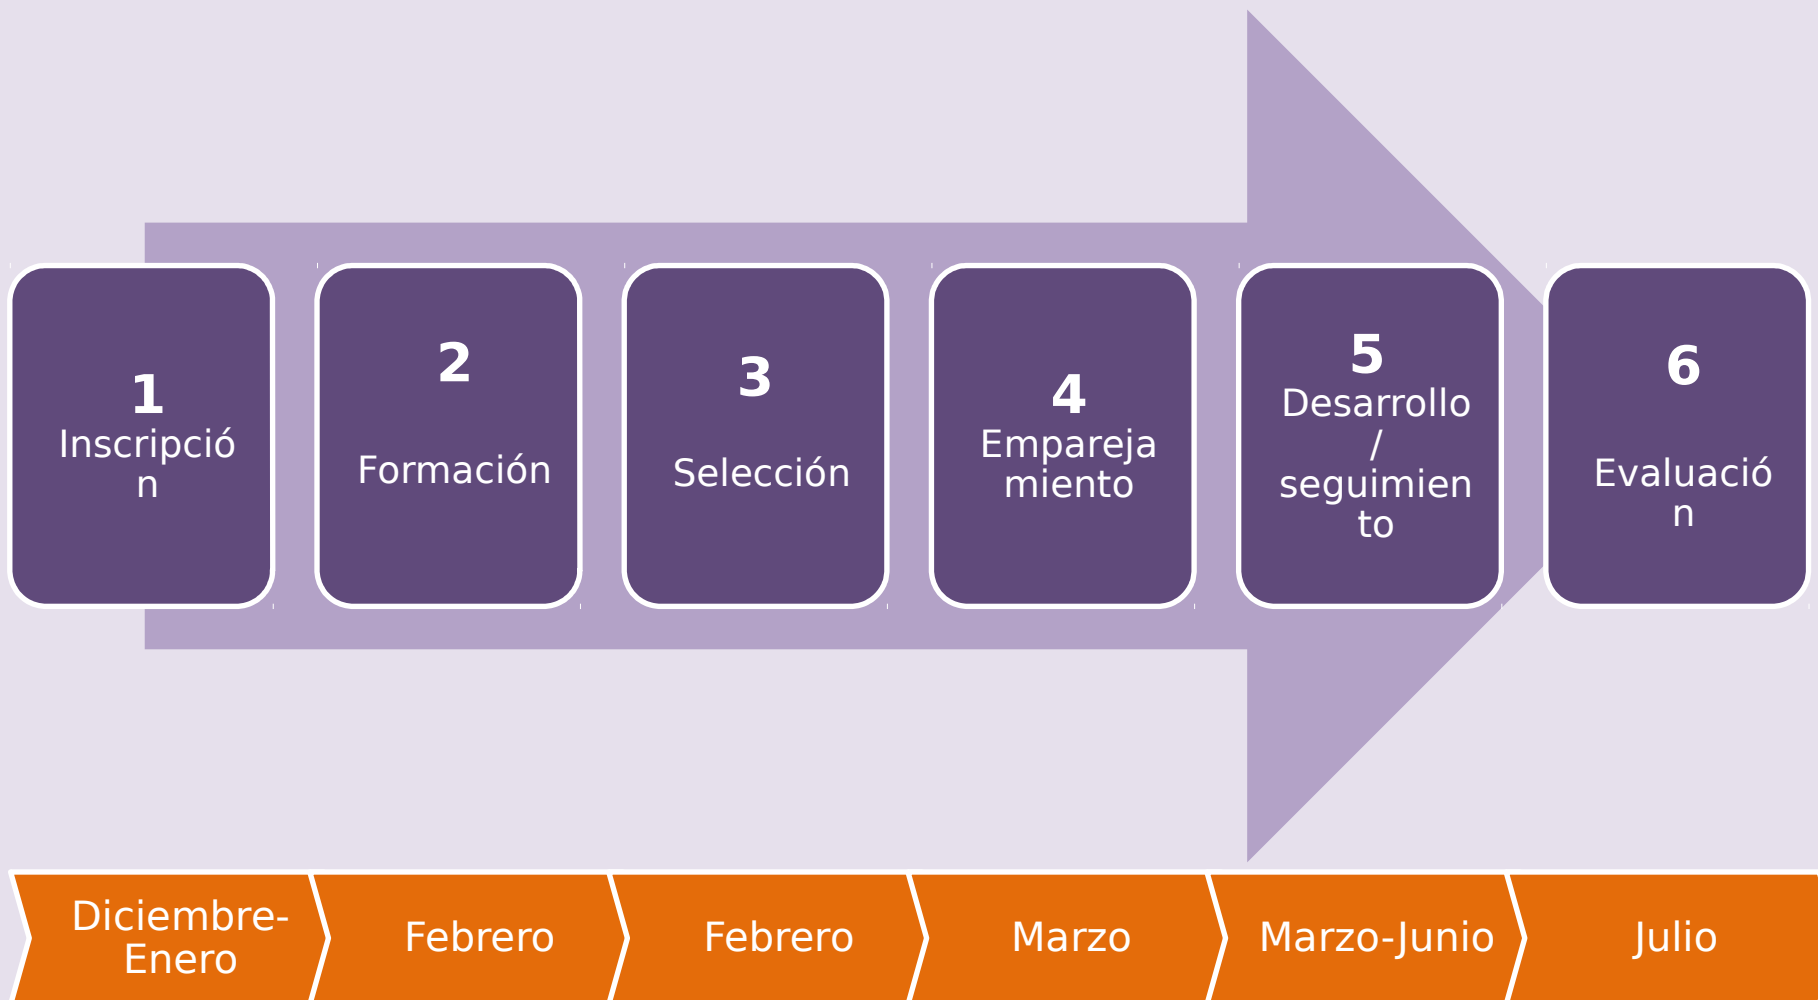 1
Inscripció
n
2
Formación
3
Selección
4
Empareja
miento
5
Desarrollo
/
seguimien
to
6
Evaluació
n
Diciembre-
Enero
Febrero
Febrero
Marzo
Marzo-Junio
Julio